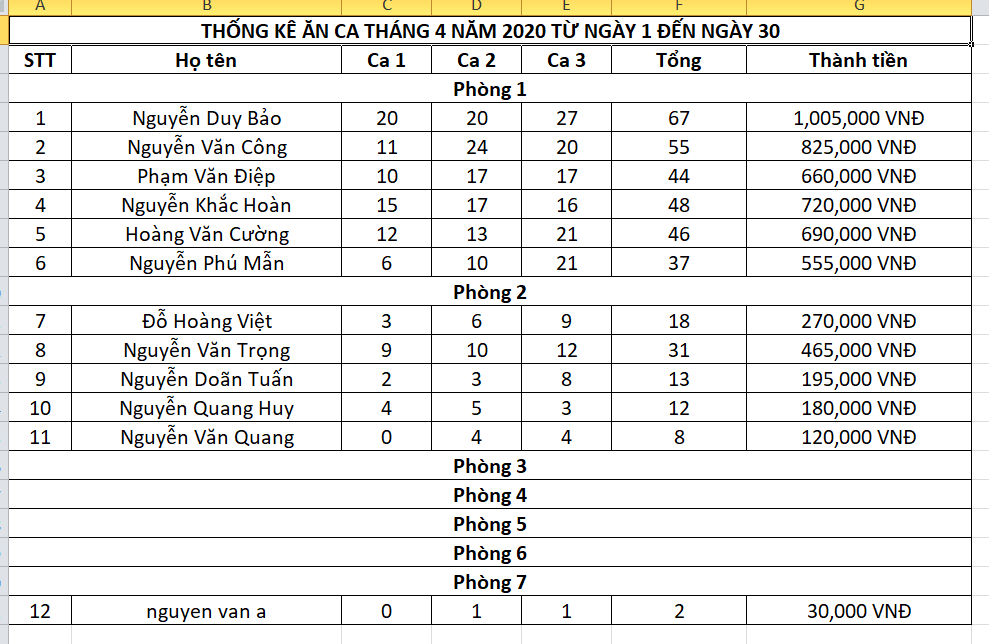 A B C D E F G
THỐNG KÊ ĂN CA THÁNG 4 NĂM 2020 TỪ NGÀY 1 ĐẾN NGÀY 30
STT Họ tên Ca 1 Ca 2 Ca 3 Tổng Thành tiền
Phòng 1
1 Nguyễn Duy Bảo 20 20 27 67 1,005,000 VNĐ
2 Nguyễn Văn Công 11 24 20 55 825,000 VNĐ
3 Phạm Văn Điệp 10 17 17 44 660,000 VNĐ
4 Nguyễn Khắc Hoàn 15 17 16 48 720,000 VNĐ
5 Hoàng Văn Cường 12 13 21 46 690,000 VNĐ
6 Nguyễn Phú Mẫn 6 10 21 37 555,000 VNĐ
Phòng 2
7 Đỗ Hoàng Việt 3 6 9 18 270,000 VNĐ
8 Nguyễn Văn Trọng 9 10 12 31 465,000 VNĐ
9 Nguyễn Doãn Tuấn 2 3 8 13 195,000 VNĐ
10 Nguyễn Quang Huy 4 5 3 12 180,000 VNĐ
11 Nguyễn Văn Quang 0 4 4 8 120,000 VNĐ
Phòng 3
Phòng 4
Phòng 5
Phòng 6
Phòng 7
12 nguyen van a 0 1 1 2 30,000 VNĐ